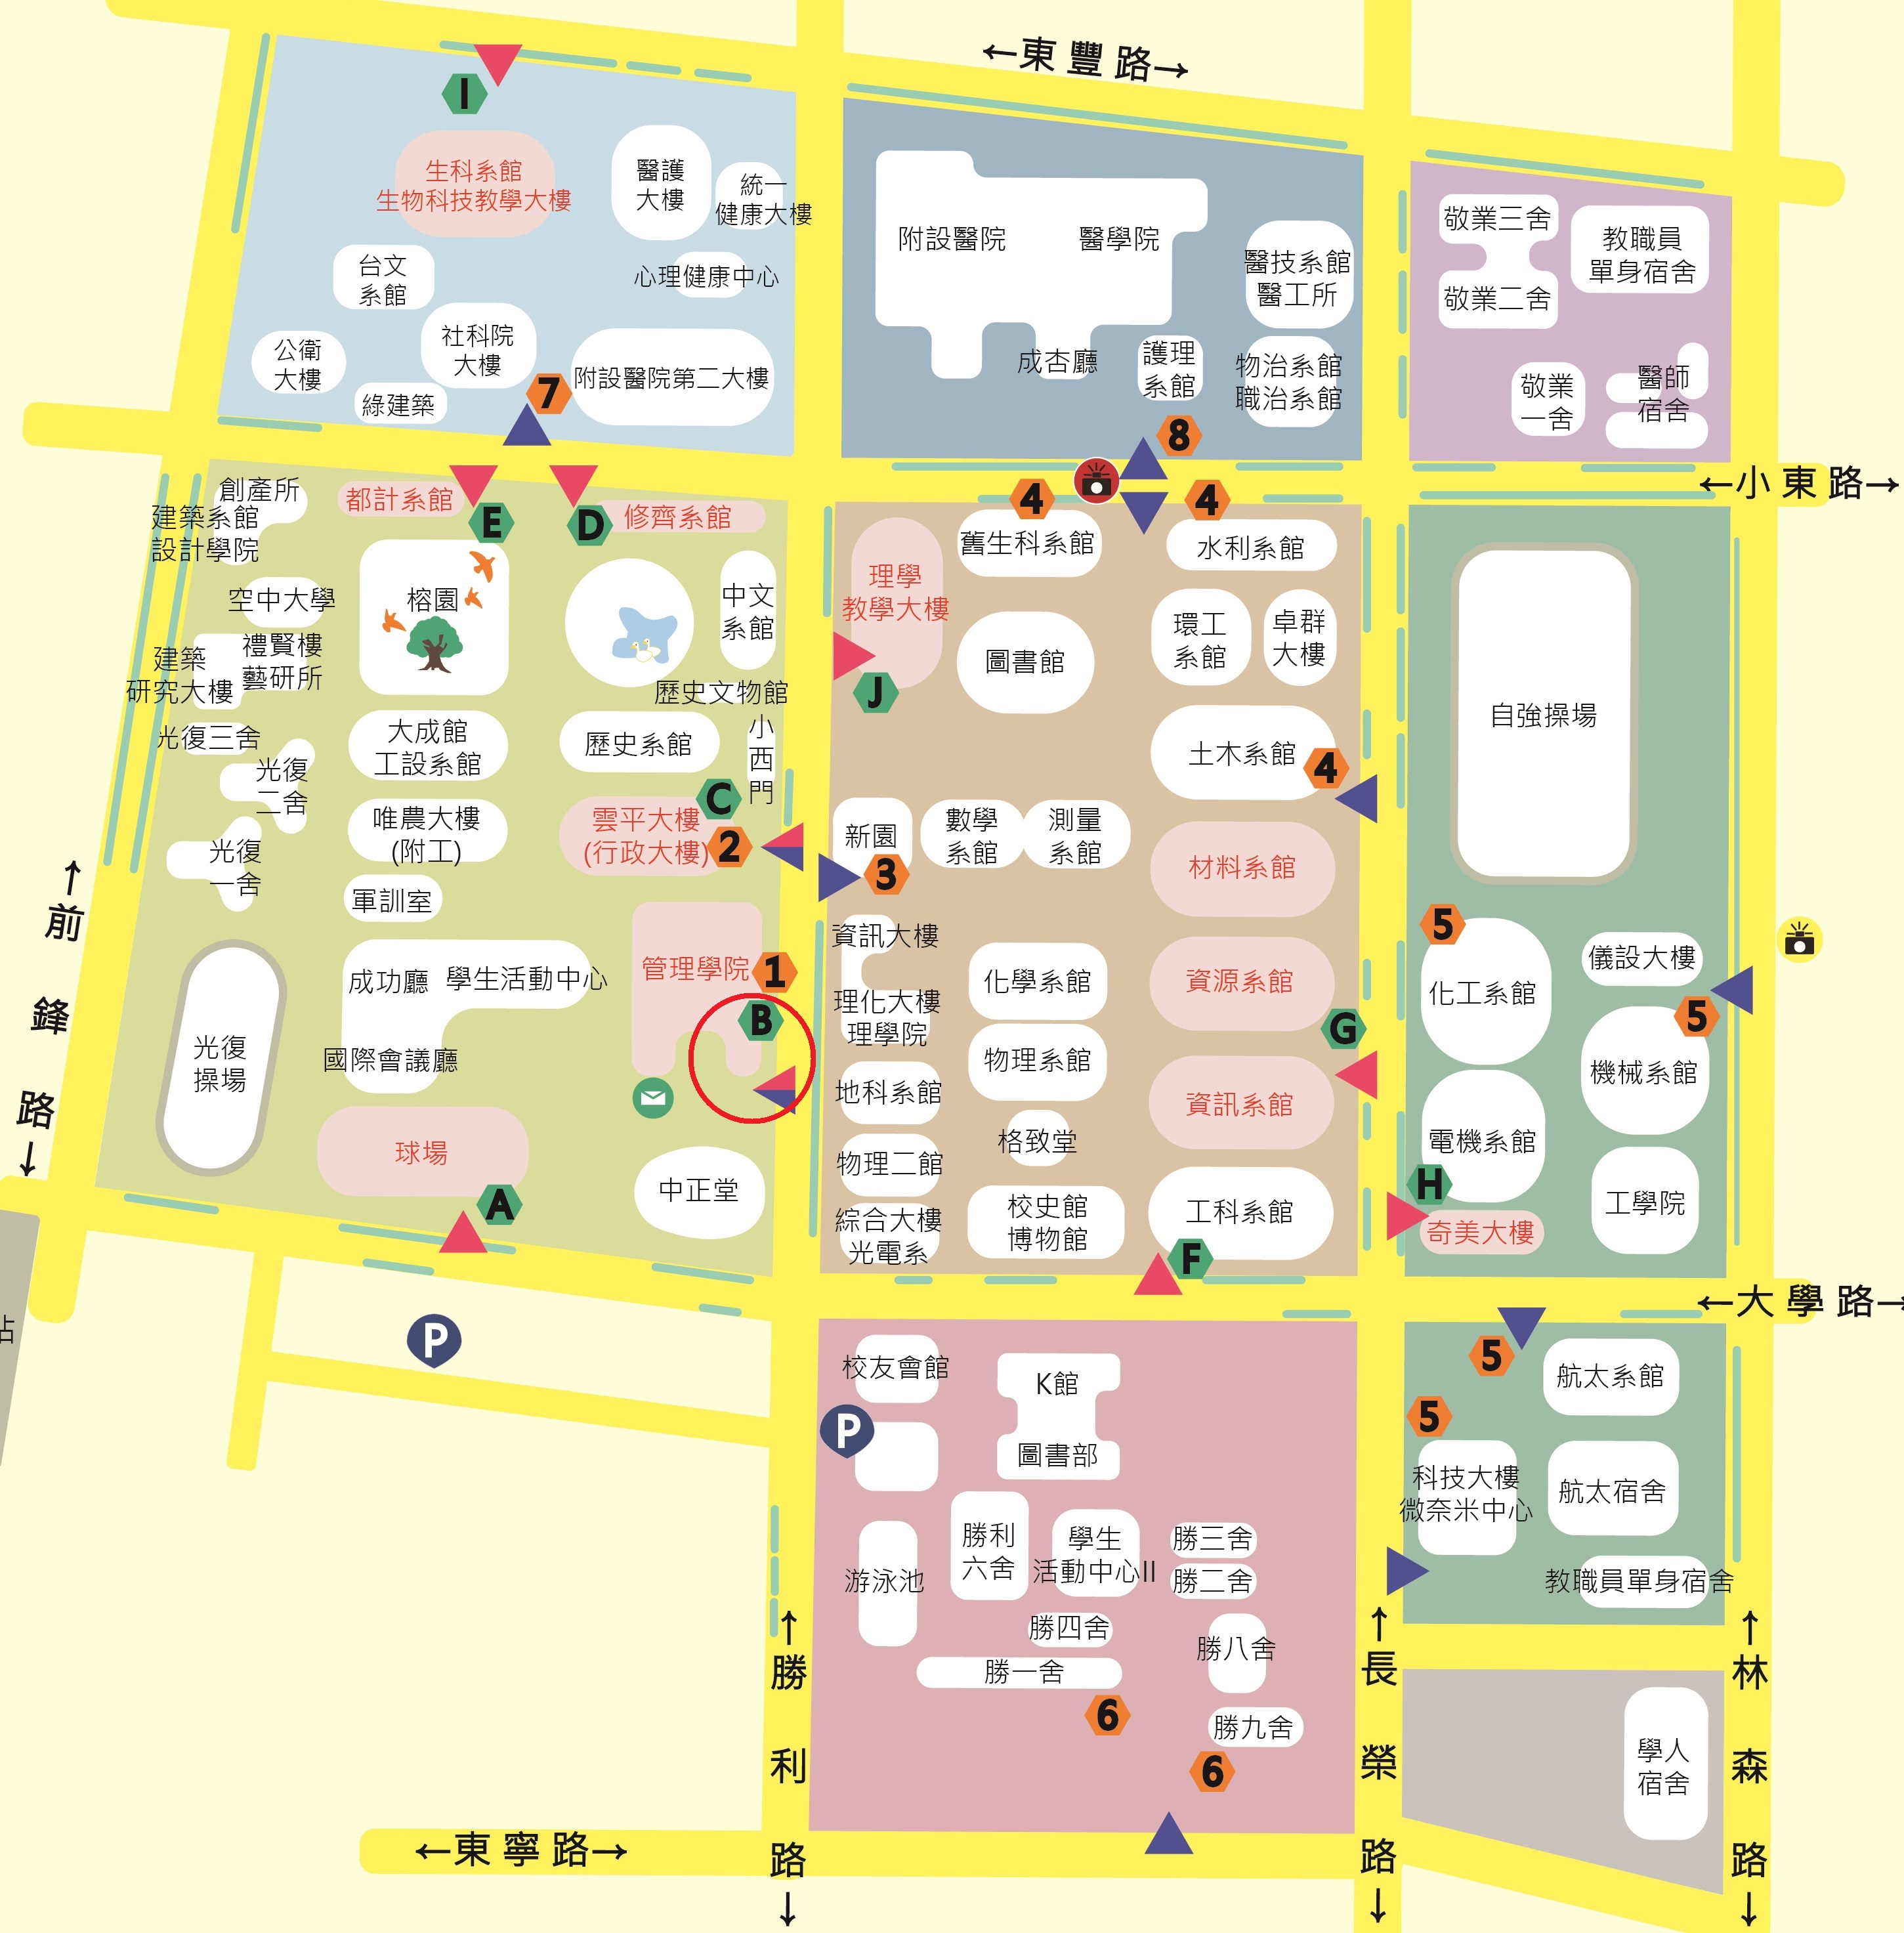 ←東 豐 路→
I
生科系館
生物科技教學大樓
醫護
大樓
統一
健康大樓
台文
系館
心理健康中心
社科院
大樓
公衛
大樓
綠建築
7
附設醫院第二大樓
附設醫院
醫學院
醫技系館
醫工所
成杏廳
護理
系館
物治系館
職治系館
8
敬業三舍
教職員
單身宿舍
敬業二舍
敬業
一舍
醫師
宿舍
←小 東 路→
創產所
建築系館
設計學院
都計系館
E
D
修齊系館
空中大學
榕園
中文
系館
禮賢樓
藝研所
建築
研究大樓
歷史文物館
光復三舍
大成館
工設系館
歷史系館
小
西
門
光復
二舍
C
唯農大樓
(附工)
雲平大樓
(行政大樓)
2
光復
一舍
軍訓室
管理學院
1
成功廳
學生活動中心
B
光復
操場
國際會議廳
球場
A
中正堂
↑
前
鋒
路
↓
4
4
舊生科系館
水利系館
理學
教學大樓
J
圖書館
環工
系館
卓群
大樓
土木系館
4
新園
3
數學
系館
測量
系館
材料系館
資訊大樓
理化大樓
理學院
化學系館
資源系館
G
物理系館
地科系館
資訊系館
格致堂
物理二館
綜合大樓
光電系
校史館
博物館
工科系館
F
自強操場
5
化工系館
儀設大樓
5
機械系館
電機系館
H
奇美大樓
工學院
←大 學 路→
站
P
校友會館
P
K館
圖書部
游泳池
勝利
六舍
學生
活動中心II
勝三舍
勝二舍
勝四舍
勝一舍
勝八舍
6
勝九舍
6
5
航太系館
5
科技大樓
微奈米中心
航太宿舍
教職員單身宿舍
學人
宿舍
↑
勝
利
路
↓
↑
長
榮
路
↓
↑
林
森
路
↓
←東 寧 路→